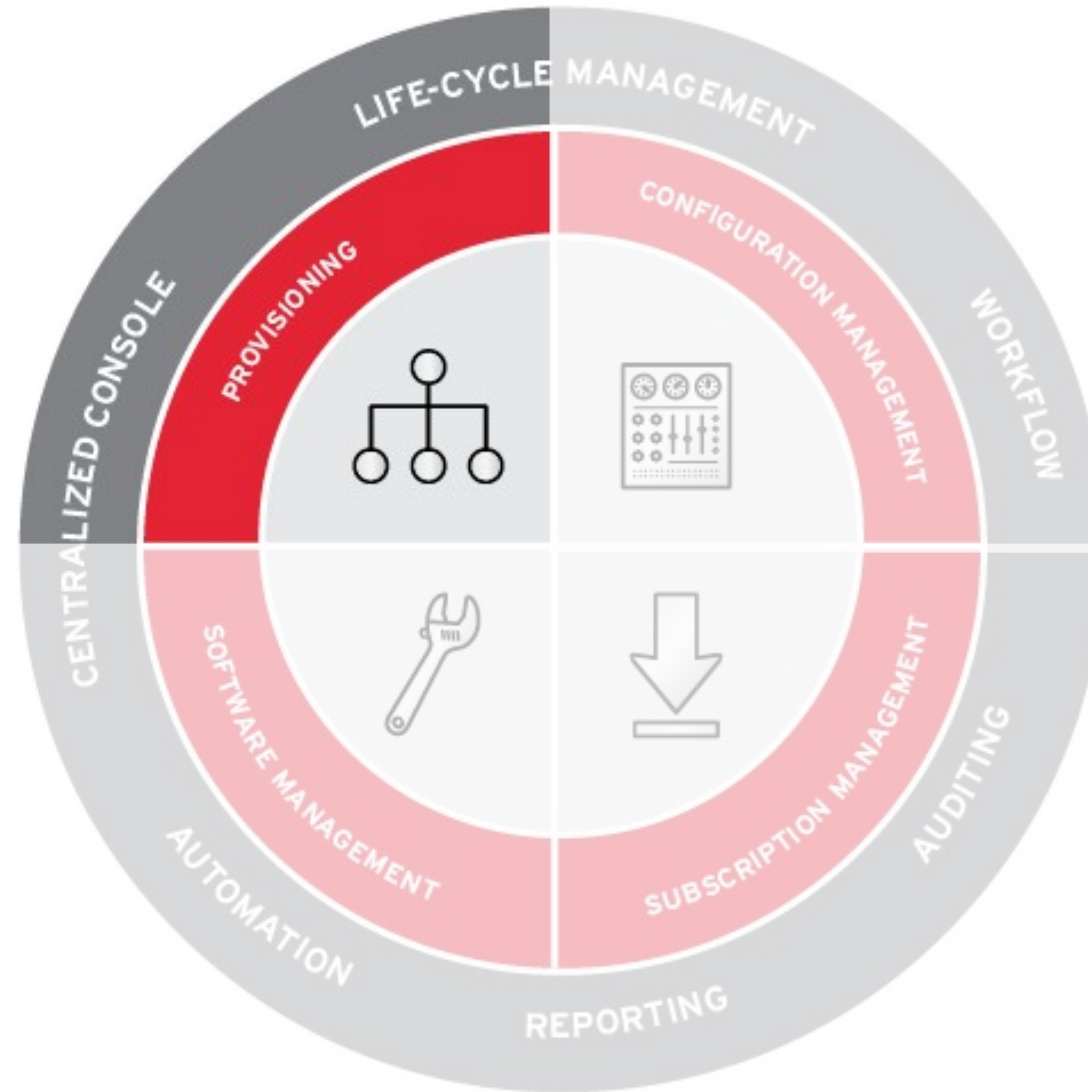 LIFE-CYCLE MANAGEMENT
CENTRALIZED CONSOLE
WORKFLOW
AUDITING
REPORTING
AUTOMATION
PROVISIONING
CONFIGURATION MANAGEMENT
SOFTWARE MANAGEMENT
SUBSCRIPTION MANAGEMENT